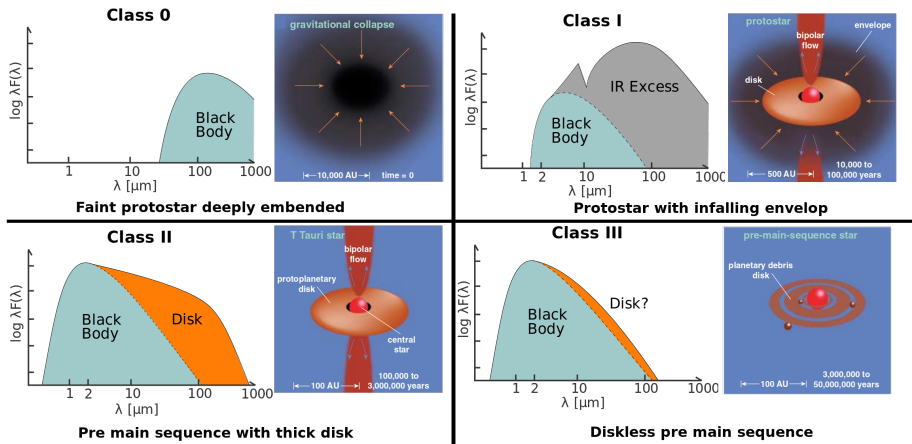 Class 0
log λF(λ)
Black
Body
1
10
100
1000
λ [μm]
gravitational collapse
10,000 AU
time = 0
Faint protostar deeply embended
Class I
log λF(λ)
IR Excess
Black
Body
1
2
10
100
1000
λ [μm]
protostar
bipolar
flow
envelope
disk
500 AU
10,000 to
100,000 years
Protostar with infalling envelop
Class II
log λF(λ)
Black
Body
Disk
1
2
10
100
1000
λ [μm]
T Tauri star
bipolar
flow
protoplanetary
disk
central
star
100 AU
100,000 to
3,000,000 years
Pre main sequence with thick disk
Class III
log λF(λ)
Disk?
Black
Body
1
2
10
100
1000
λ [μm]
pre-main-sequence star
planetary debris
disk
100 AU
3,000,000 to
50,000,000 years
Diskless pre main sequence